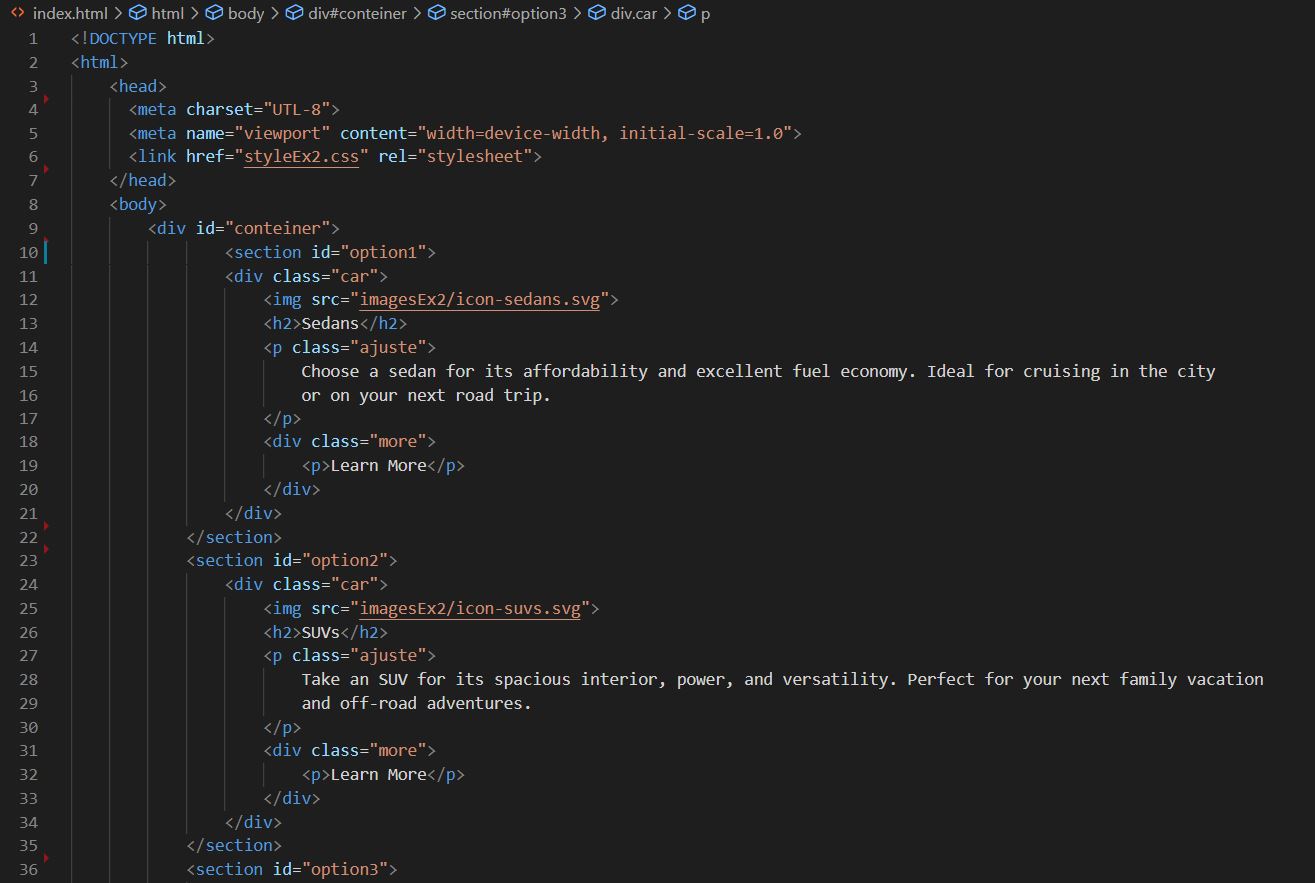 index.html > html > body > div#conteiner > section#option3 > div.car > p
1 <!DOCTYPE html>
2 <html>
3     <head>
4       <meta charset="UTL-8">
5       <meta name="viewport" content="width=device-width, initial-scale=1.0">
6       <link href="styleEx2.css" rel="stylesheet">
7     </head>
8     <body>
9         <div id="conteiner">
10                 <section id="option1">
11                 <div class="car">
12                     <img src="imagesEx2/icon-sedans.svg">
13                     <h2>Sedans</h2>
14                     <p class="ajuste">
15                         Choose a sedan for its affordability and excellent fuel economy. Ideal for cruising in the city
16                         or on your next road trip.
17                     </p>
18                     <div class="more">
19                         <p>Learn More</p>
20                     </div>
21                 </div>
22             </section>
23             <section id="option2">
24                 <div class="car">
25                     <img src="imagesEx2/icon-suvs.svg">
26                     <h2>SUVs</h2>
27                     <p class="ajuste">
28                         Take an SUV for its spacious interior, power, and versatility. Perfect for your next family vacation
29                         and off-road adventures.
30                     </p>
31                     <div class="more">
32                         <p>Learn More</p>
33                     </div>
34                 </div>
35             </section>
36             <section id="option3">